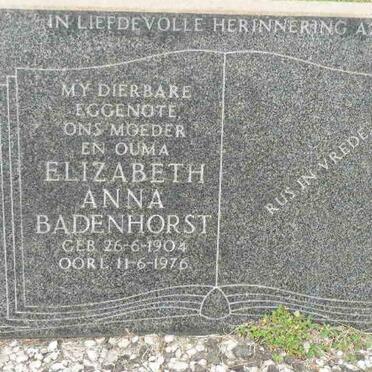 IN LIEFDEVOLLE HERINNERING
MY DIERBARE
EGGENOTE,
ONS MOEDER
EN OUMA
ELIZABETH
ANNA
BADENHORST
GEB. 26-6-1904
OORL. 11-6-1976
RUS IN VREDE